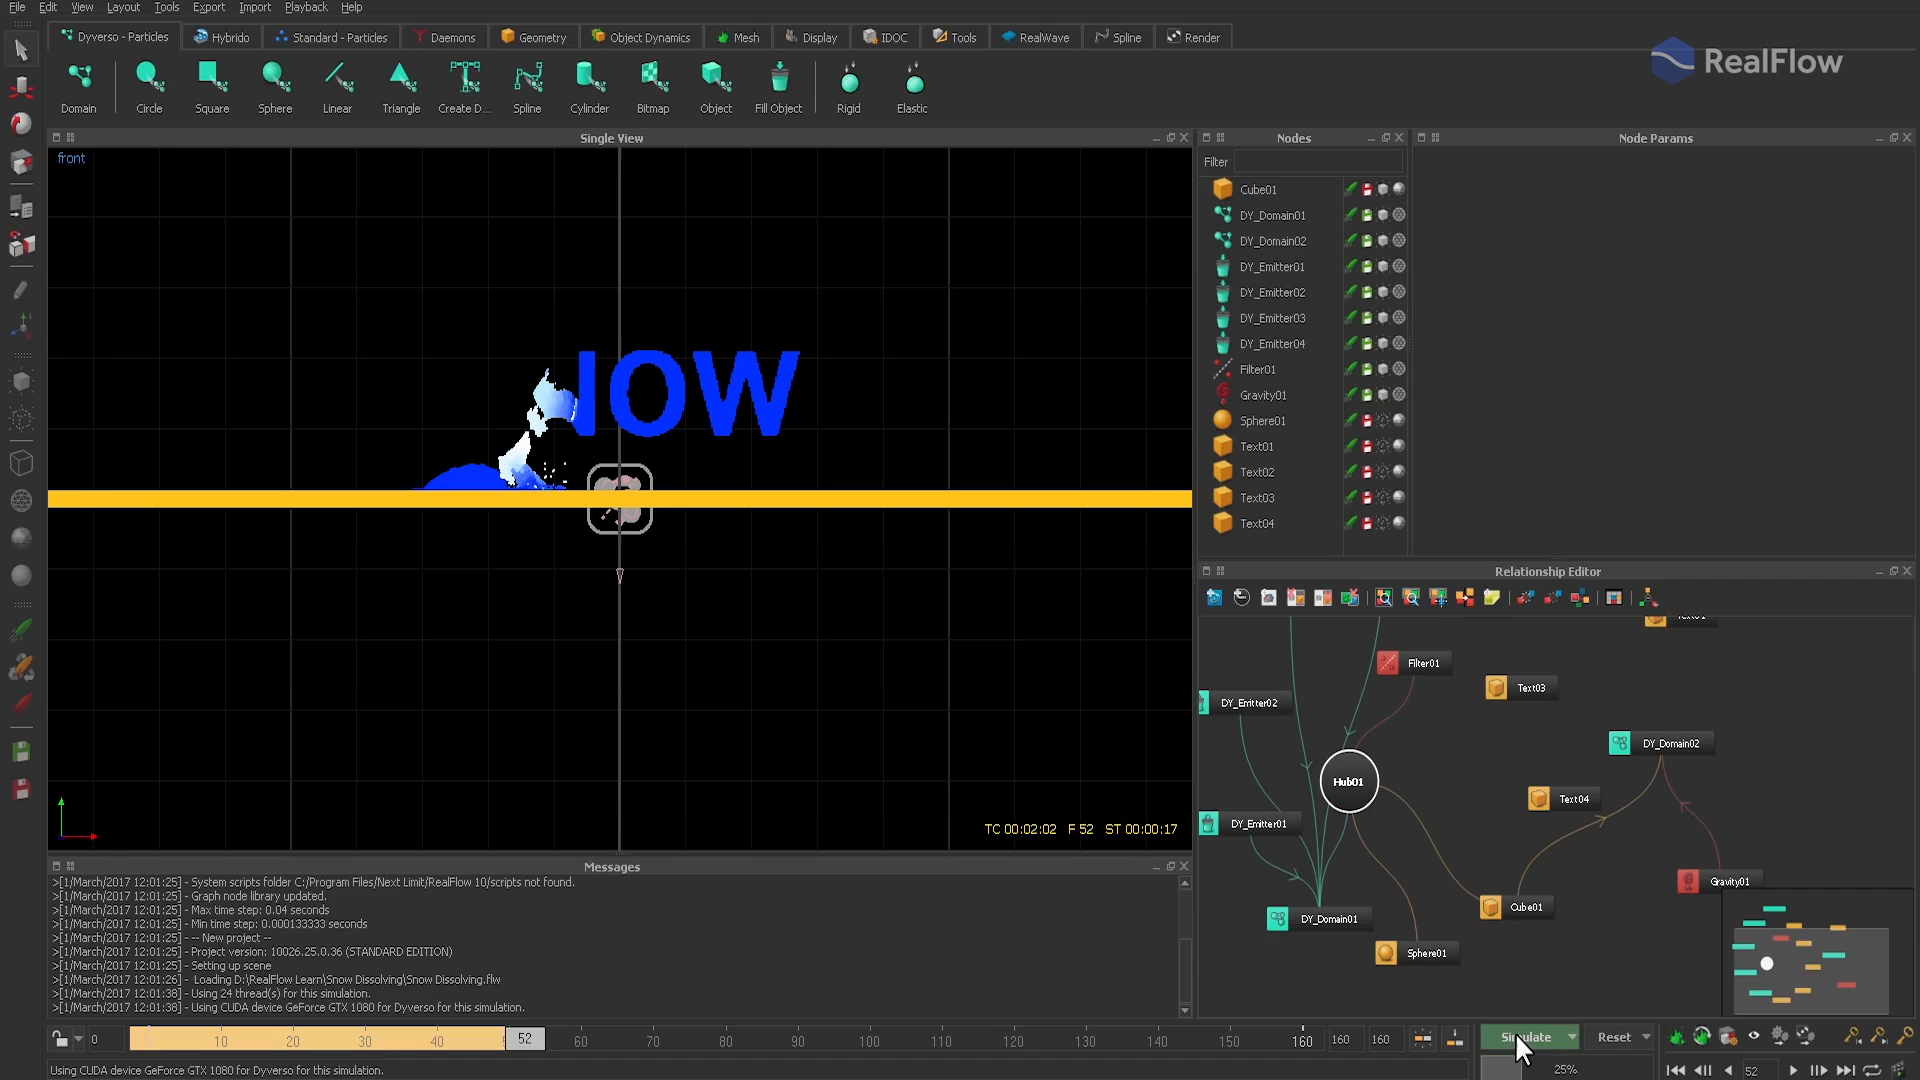 File Edit View Layout Tools Export Import Playback Help
Dyverso - Particles Hybrido Standard - Particles Daemons Geometry Object Dynamics Mesh Display IDOC Tools RealWave Spline Render
RealFlow
Domain Circle Square Sphere Linear Triangle Create D... Spline Cylinder Bitmap Object Fill Object Rigid Elastic
Single View
Nodes
Node Params
front
Filter
Cube01
DY_Domain01
DY_Domain02
DY_Emitter01
DY_Emitter02
DY_Emitter03
DY_Emitter04
Filter01
Gravity01
Sphere01
Text01
Text02
Text03
Text04
NOW
TC 00:02:02 F 52 ST 00:00:17
Relationship Editor
Filter01
Text03
DY_Emitter02
DY_Domain02
Hub01
Text04
DY_Emitter01
Gravity01
Cube01
DY_Domain01
Sphere01
Messages
>[1/March/2017 12:01:25] - System scripts folder C:/Program Files/Next Limit/RealFlow 10/scripts not found.
>[1/March/2017 12:01:25] - Graph node library updated.
>[1/March/2017 12:01:25] - Max time step: 0.04 seconds
>[1/March/2017 12:01:25] - Min time step: 0.000133333 seconds
>[1/March/2017 12:01:25] - -- New project --
>[1/March/2017 12:01:25] - Project version: 10026.25.0.36 (STANDARD EDITION)
>[1/March/2017 12:01:25] - Setting up scene
>[1/March/2017 12:01:26] - Loading D:\RealFlow Learn\Snow Dissolving\Snow Dissolving.flw
>[1/March/2017 12:01:38] - Using 24 thread(s) for this simulation.
>[1/March/2017 12:01:38] - Using CUDA device GeForce GTX 1080 for Dyverso for this simulation.
0 10 20 30 40 52 60 70 80 90 100 110 120 130 140 150 160 160 160
Simulate Reset
Using CUDA device GeForce GTX 1080 for Dyverso for this simulation.
25% 52